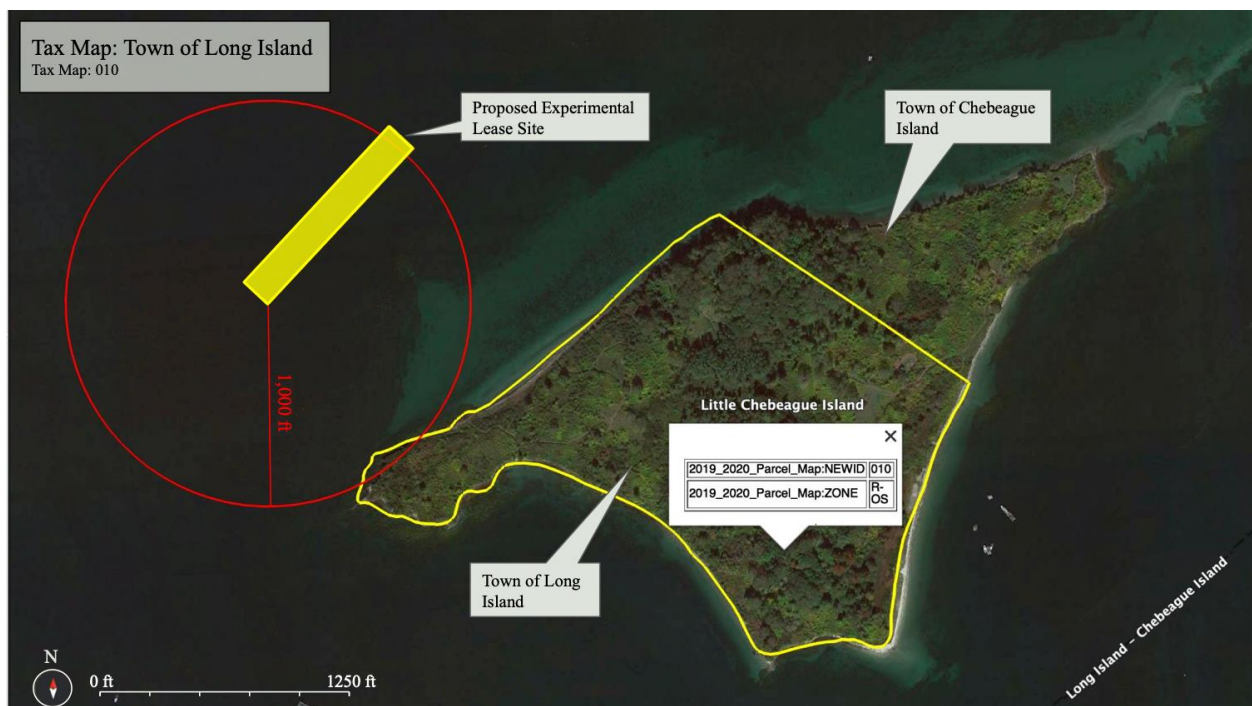 Tax Map: Town of Long Island
Tax Map: 010
Proposed Experimental
Lease Site
Town of Chebeague
Island
1,000 ft
Little Chebeague Island
2019_2020_Parcel_Map:NEWID 010
2019_2020_Parcel_Map:ZONE R-
OS
Town of Long
Island
Long Island - Chebeague Island
N
0 ft 1250 ft